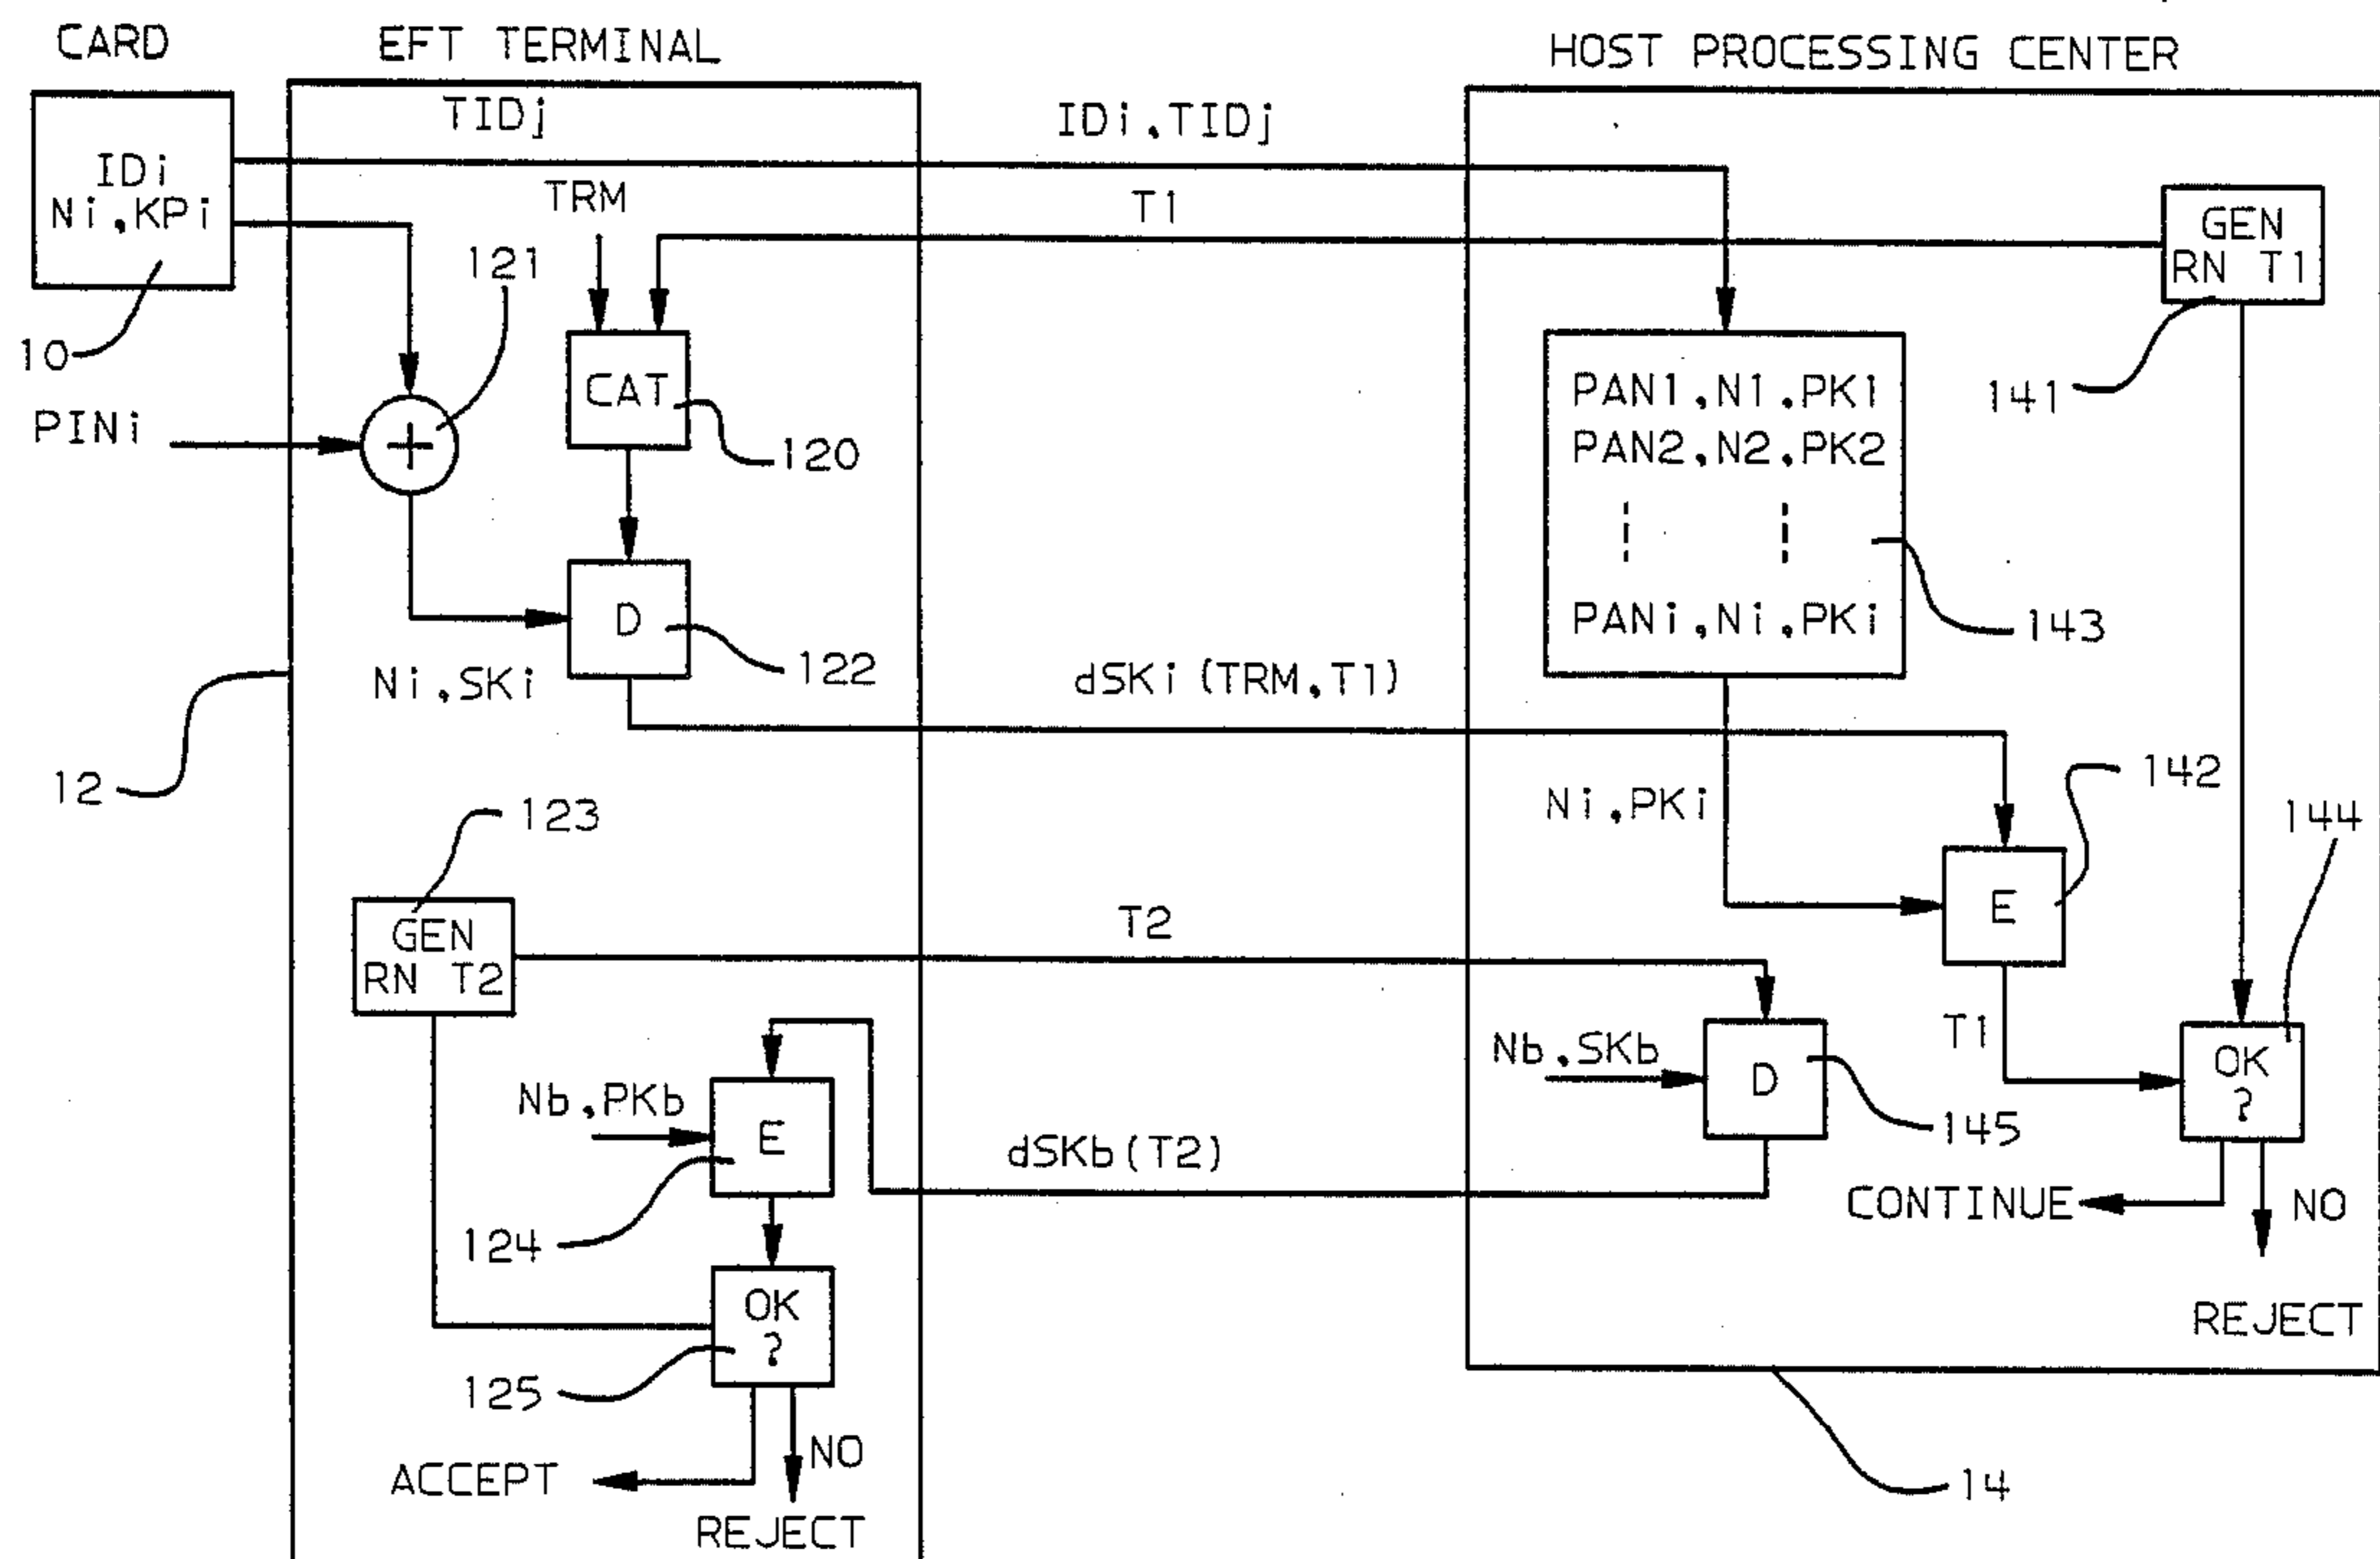 CARD
EFT TERMINAL
HOST PROCESSING CENTER
TIDj
IDi,TIDj
IDi
Ni,KPi
TRM
T1
GEN
RN T1
121
10
CAT
PAN1,N1,PK1
141
PINi
+
120
PAN2,N2,PK2
D
PANi,Ni,PKi
143
122
Ni,SKi
dSKi(TRM,T1)
12
Ni,PKi
142
123
144
GEN
RN T2
T2
E
Nb,SKb
T1
D
OK
?
Nb,PKb
E
145
dSKb(T2)
124
CONTINUE
NO
OK
?
REJECT
125
NO
ACCEPT
14
REJECT